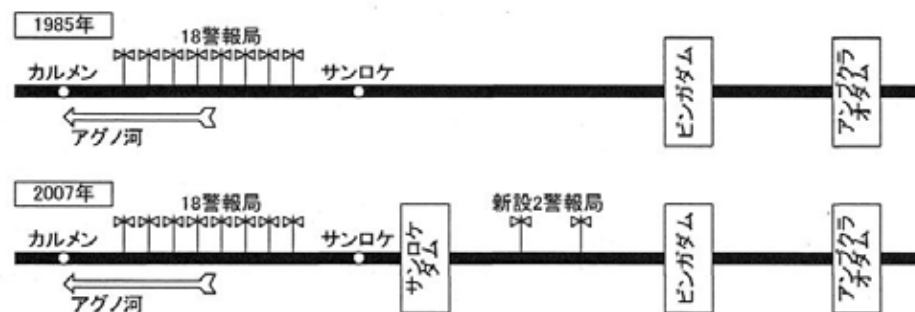 1985年
18警報局
カルメン
サンロケ
アグノ河
ビンガダム
アンブクラ
オダム
2007年
18警報局
新設2警報局
カルメン
サンロケ
アグノ河
サンロケ
ダム
ビンガダム
アンブクラ
オダム